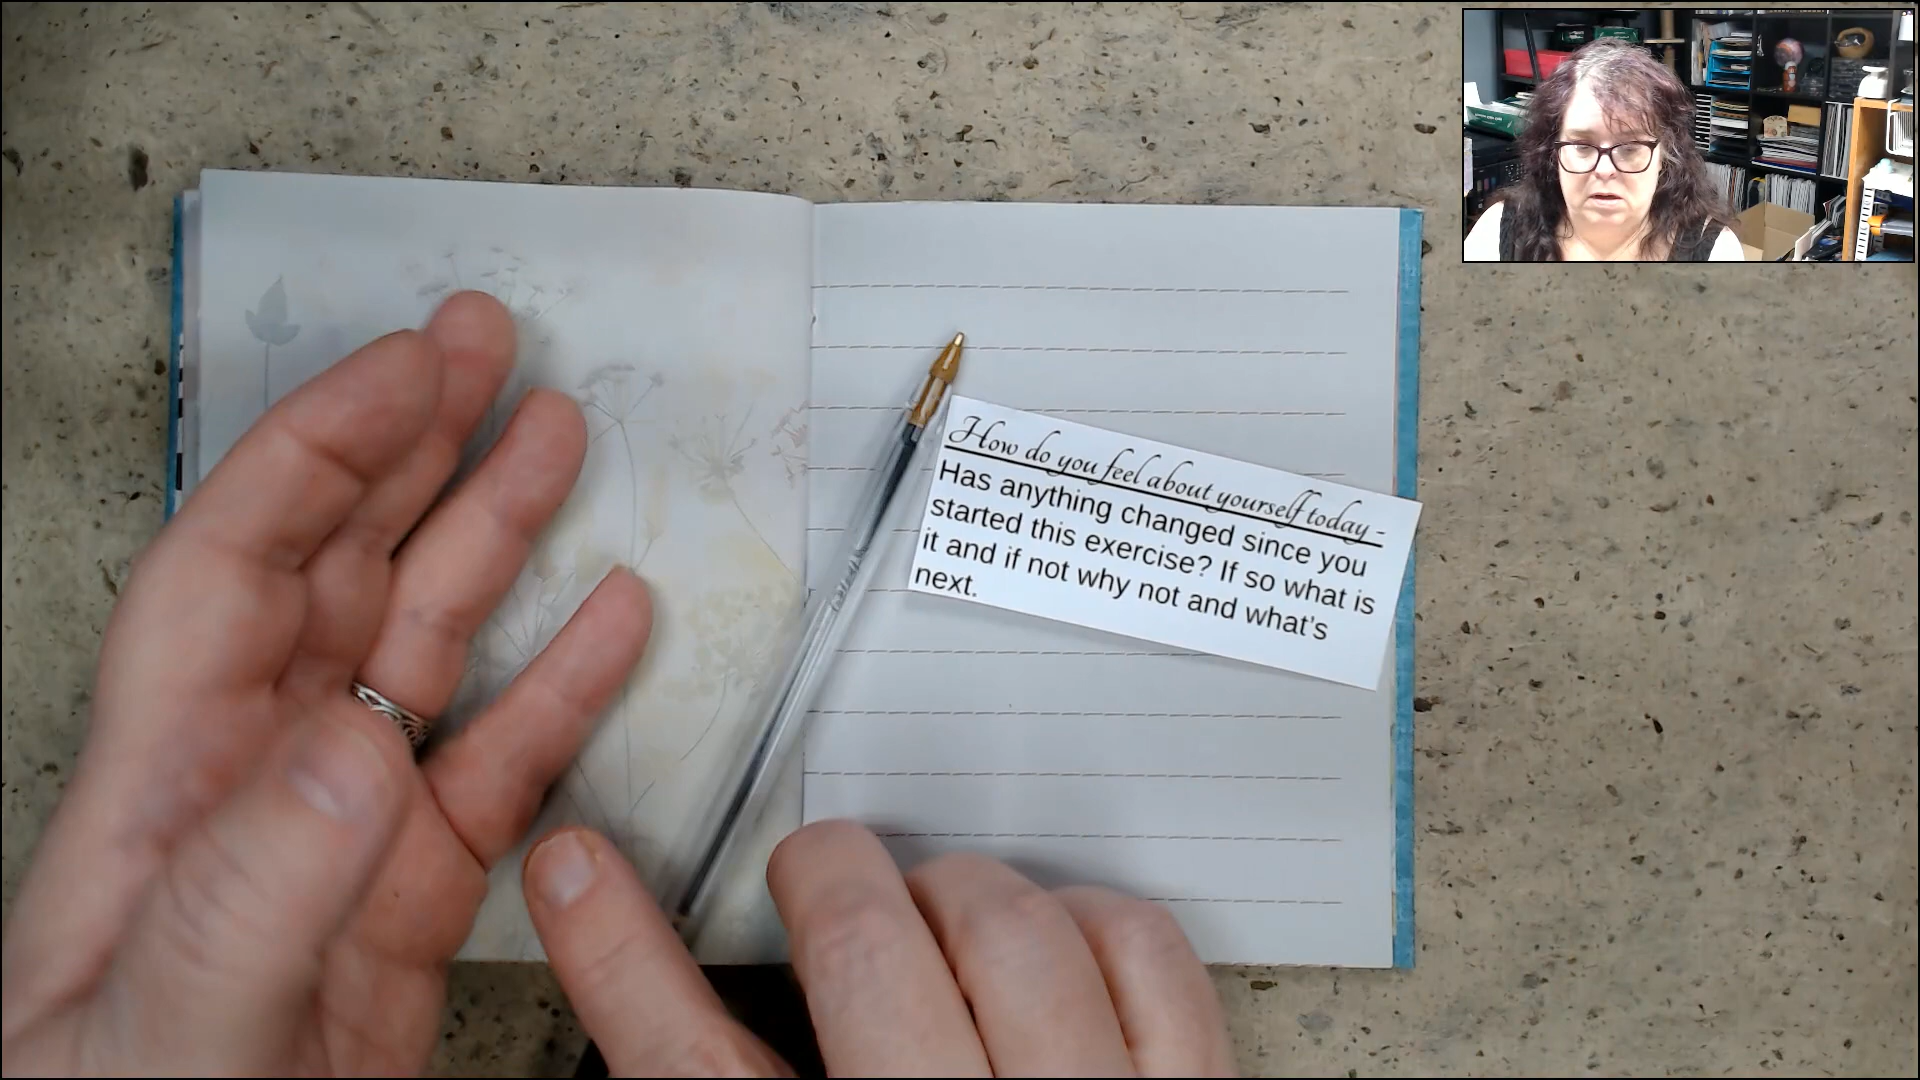 How do you feel about yourself today -
Has anything changed since you
started this exercise? If so what is
it and if not why not and what's
next.